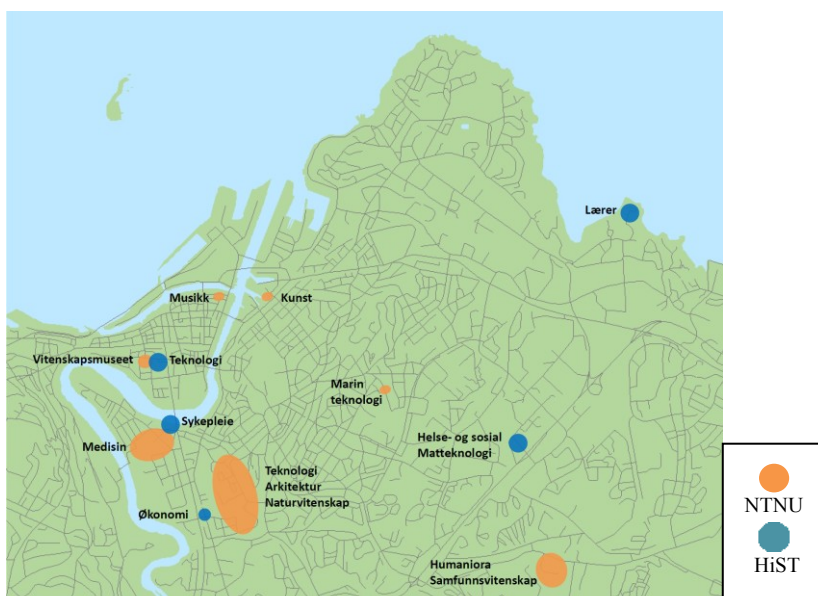 Lærer
Musikk
Kunst
Vitenskapsmuseet
Teknologi
Marin
teknologi
Sykepleie
Medisin
Helse- og sosial
Matteknologi
Teknologi
Arkitektur
Naturvitenskap
Økonomi
Humaniora
Samfunnsvitenskap
NTNU
HiST